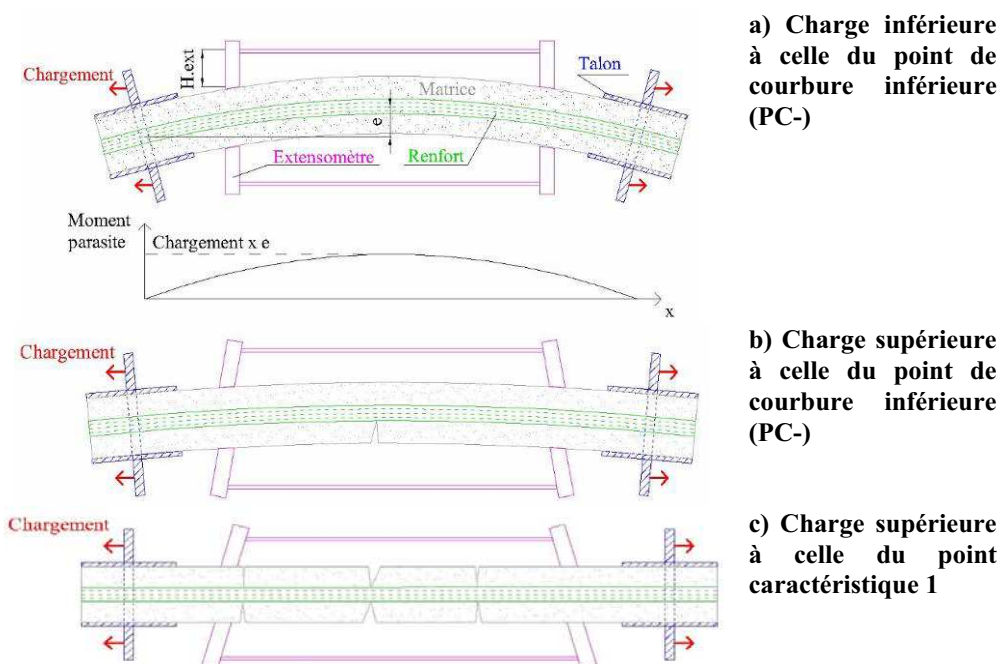 a) Charge inférieure
à celle du point de
courbure inférieure
(PC-)
H.ext
Chargement
Talon
Matrice
e
Extensomètre
Renfort
Moment
parasite
Chargement x e
x
b) Charge supérieure
à celle du point de
courbure inférieure
(PC-)
Chargement
c) Charge supérieure
à celle du point
caractéristique 1
Chargement